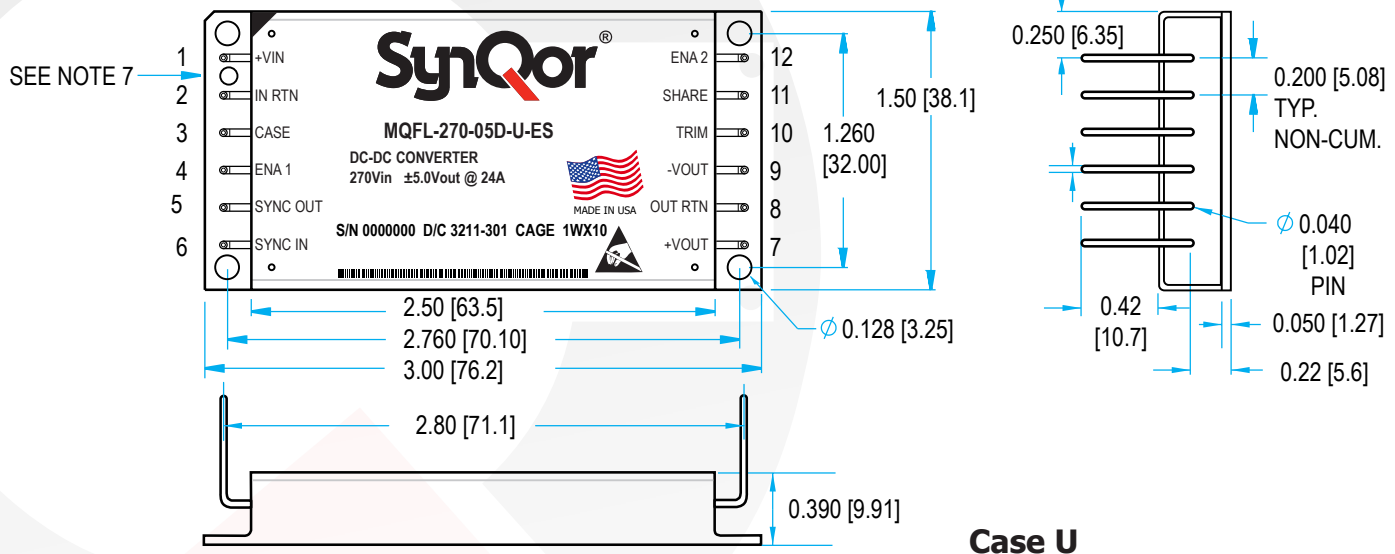 SynQor®
SEE NOTE 7
1 +VIN
2 IN RTN
3 CASE
4 ENA 1
5 SYNC OUT
6 SYNC IN
ENA 2 12
SHARE 11
TRIM 10
-VOUT 9
OUT RTN 8
+VOUT 7
MQFL-270-05D-U-ES
DC-DC CONVERTER
270Vin ±5.0Vout @ 24A
MADE IN USA
S/N 0000000 D/C 3211-301 CAGE 1WX10
1.50 [38.1]
1.260
[32.00]
2.50 [63.5]
2.760 [70.10]
3.00 [76.2]
Ø 0.128 [3.25]
0.250 [6.35]
0.200 [5.08]
TYP.
NON-CUM.
Ø 0.040
[1.02]
PIN
0.42
[10.7]
0.050 [1.27]
0.22 [5.6]
2.80 [71.1]
0.390 [9.91]
Case U